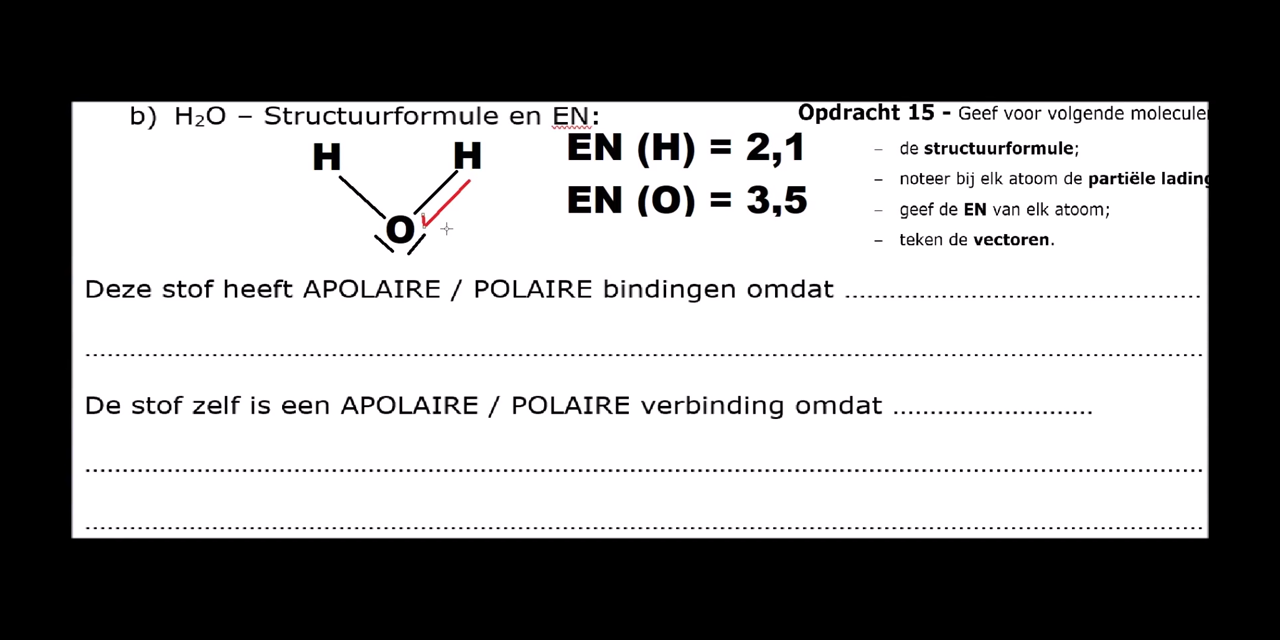 b) H₂O – Structuurformule en EN:
H H
O
EN (H) = 2,1
EN (O) = 3,5
Opdracht 15 - Geef voor volgende molecule
– de structuurformule;
– noteer bij elk atoom de partiële lading
– geef de EN van elk atoom;
– teken de vectoren.
Deze stof heeft APOLAIRE / POLAIRE bindingen omdat ................................................
................................................................................................................................................
De stof zelf is een APOLAIRE / POLAIRE verbinding omdat ...........................
................................................................................................................................................
................................................................................................................................................